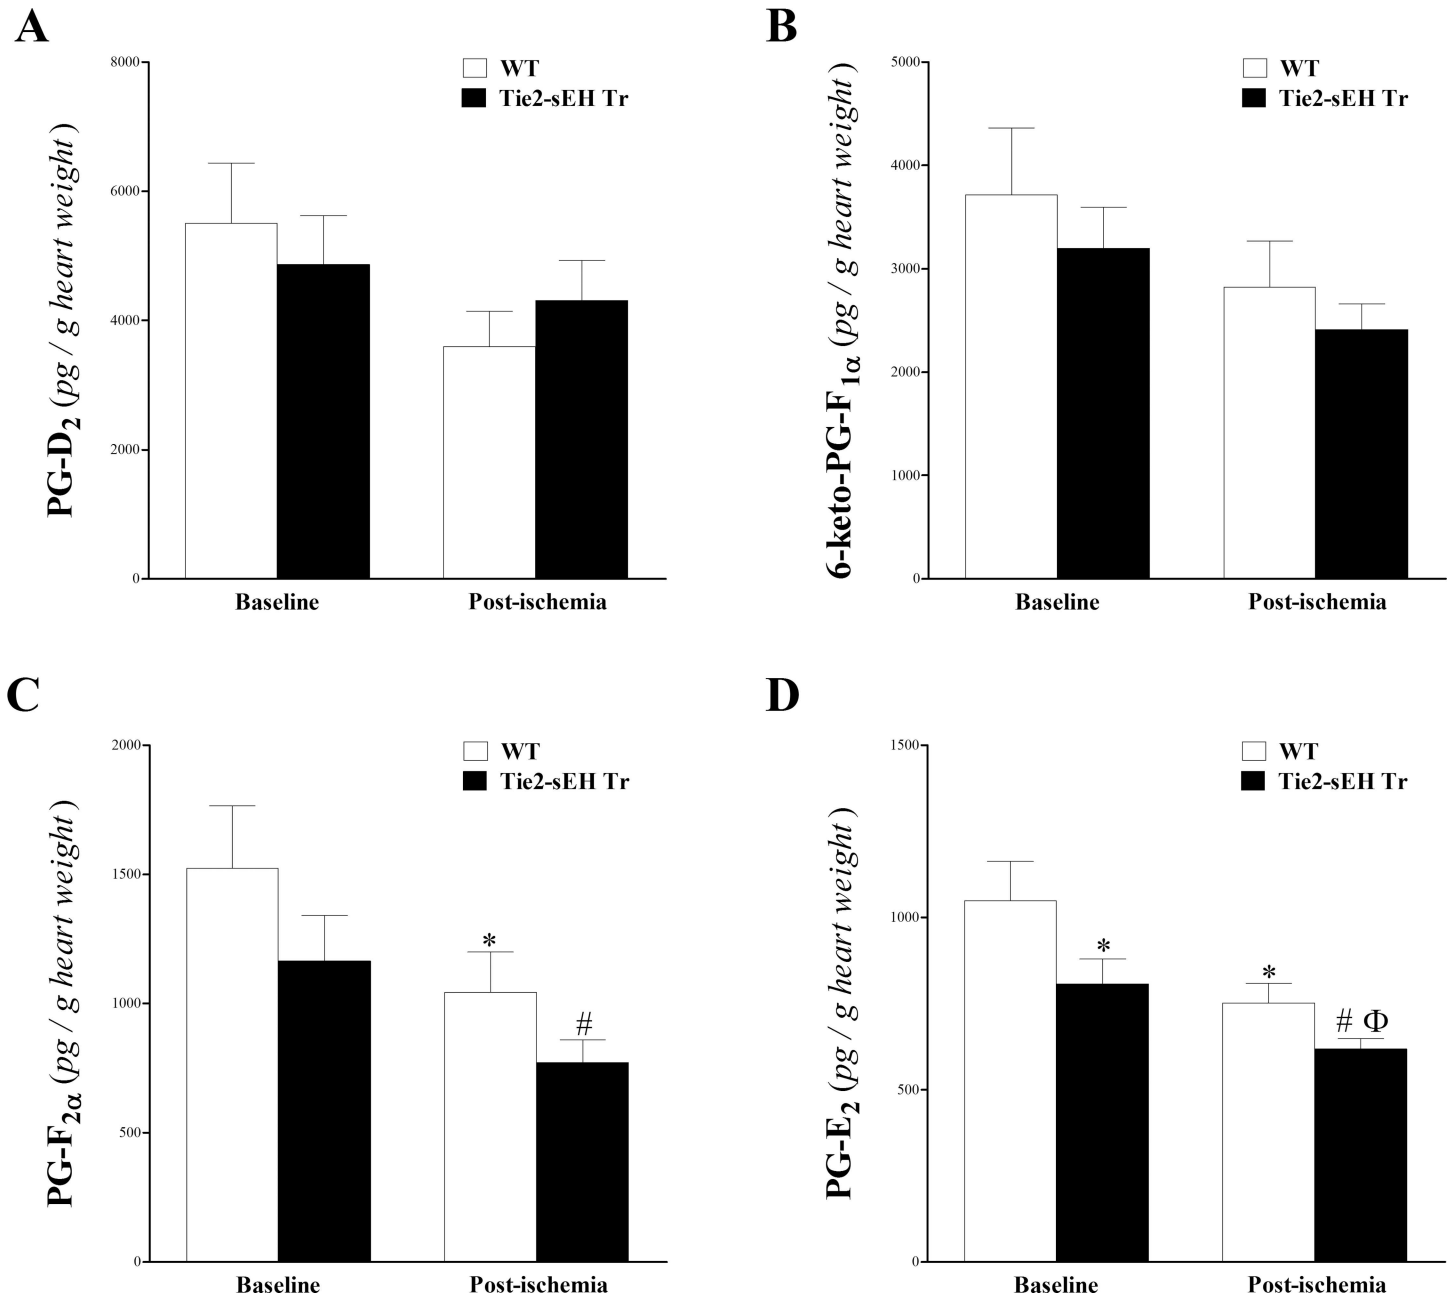 A
PG-D2 (pg / g heart weight)
8000
6000
4000
2000
0
WT
Tie2-sEH Tr
Baseline Post-ischemia
B
6-keto-PG-F1α (pg / g heart weight)
5000
4000
3000
2000
1000
0
WT
Tie2-sEH Tr
Baseline Post-ischemia
C
PG-F2α (pg / g heart weight)
2000
1500
1000
500
0
WT
Tie2-sEH Tr
*
#
Baseline Post-ischemia
D
PG-E2 (pg / g heart weight)
1500
1000
500
0
WT
Tie2-sEH Tr
*
*
# Φ
Baseline Post-ischemia